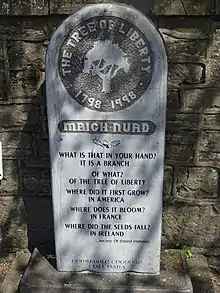 THE TREE OF LIBERTY
1798 1998
MAIGH-NURD
WHAT IS THAT IN YOUR HAND?
IT IS A BRANCH
OF WHAT?
OF THE TREE OF LIBERTY
WHERE DID IT FIRST GROW?
IN AMERICA
WHERE DOES IT BLOOM?
IN FRANCE
WHERE DID THE SEEDS FALL?
IN IRELAND
Society Of United Irishmen